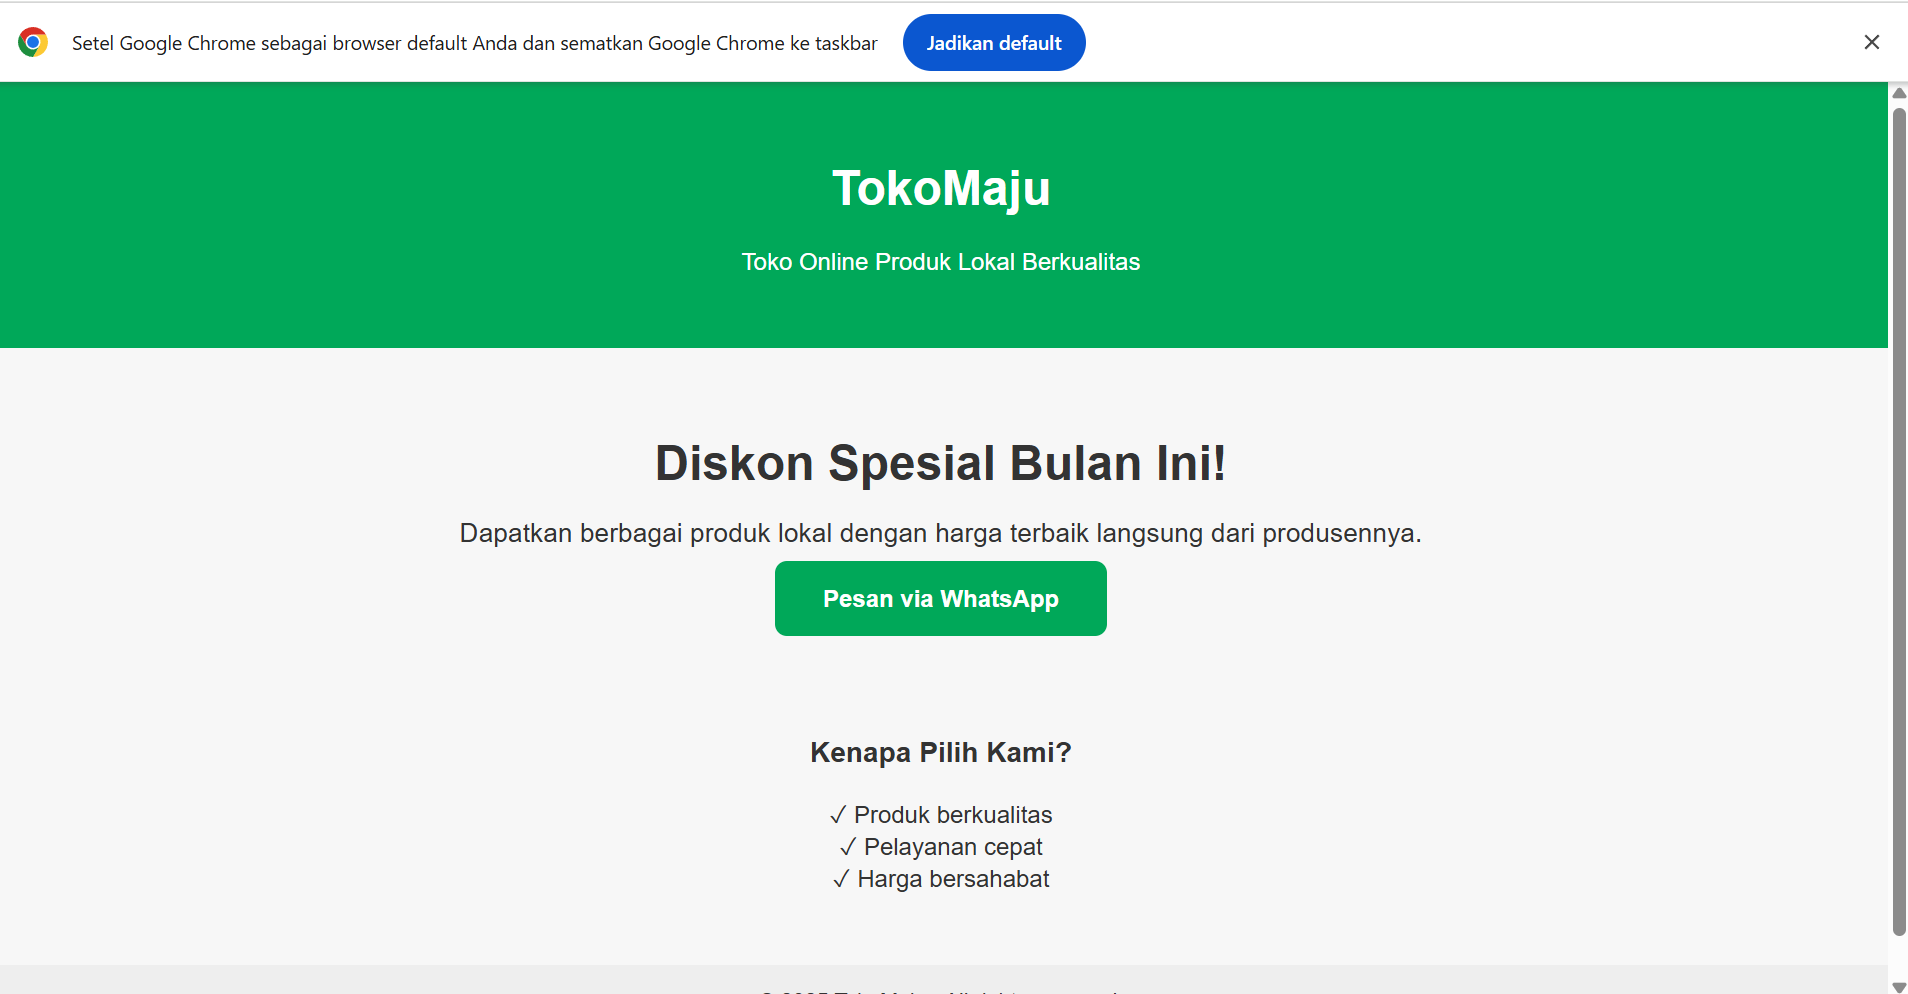 Setel Google Chrome sebagai browser default Anda dan sematkan Google Chrome ke taskbar
Jadikan default
TokoMaju
Toko Online Produk Lokal Berkualitas
Diskon Spesial Bulan Ini!
Dapatkan berbagai produk lokal dengan harga terbaik langsung dari produsennya.
Pesan via WhatsApp
Kenapa Pilih Kami?
✓ Produk berkualitas
✓ Pelayanan cepat
✓ Harga bersahabat